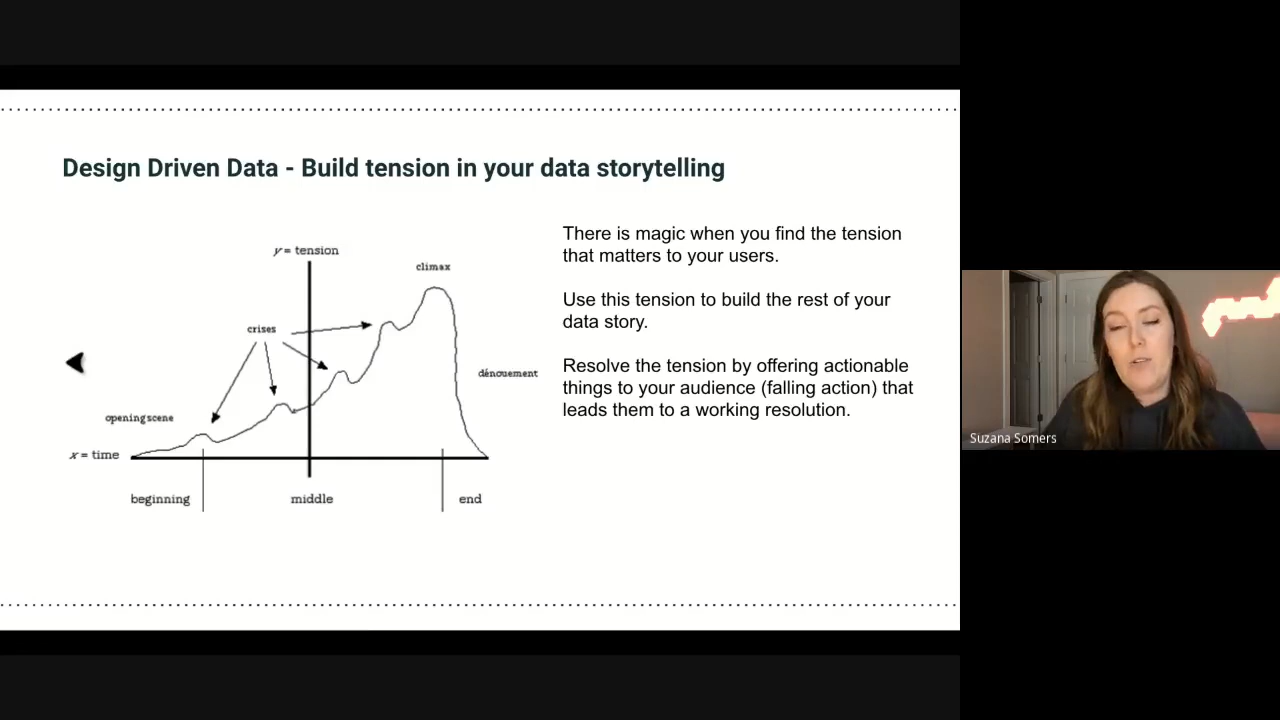 Design Driven Data - Build tension in your data storytelling
y = tension
climax
crises
dénouement
opening scene
x = time
beginning
middle
end
There is magic when you find the tension
that matters to your users.
Use this tension to build the rest of your
data story.
Resolve the tension by offering actionable
things to your audience (falling action) that
leads them to a working resolution.
Suzana Somers